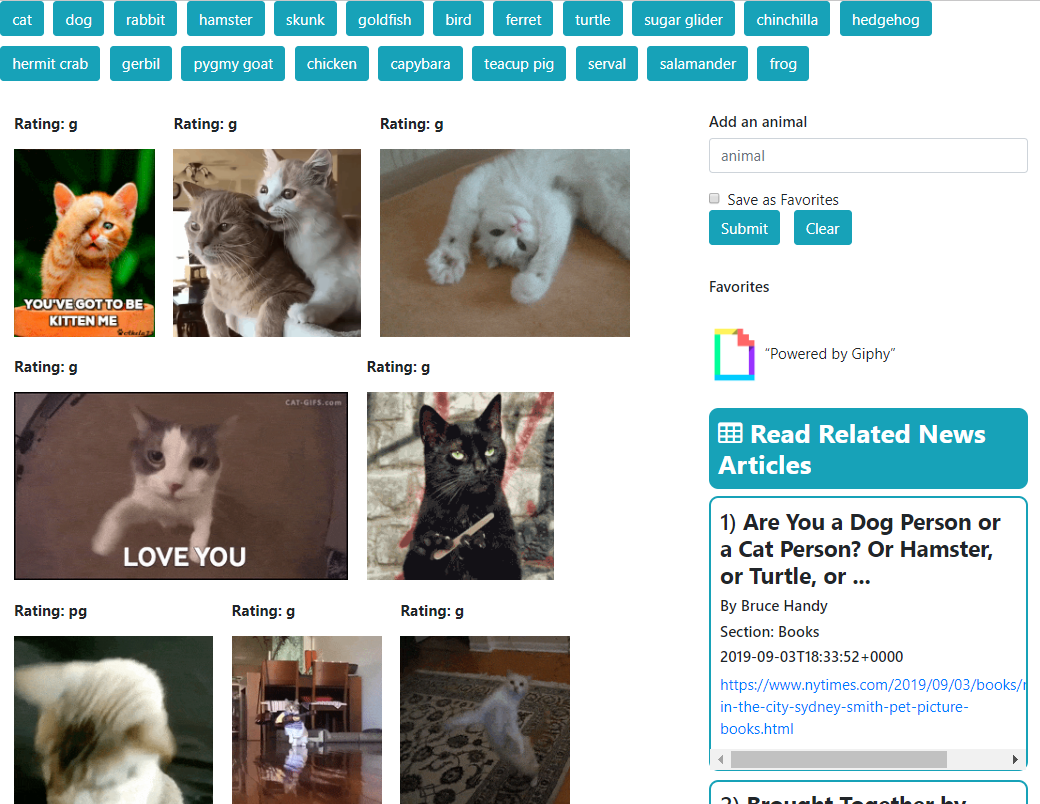 cat dog rabbit hamster skunk goldfish bird ferret turtle sugar glider chinchilla hedgehog
hermit crab gerbil pygmy goat chicken capybara teacup pig serval salamander frog
Rating: g
Rating: g
Rating: g
YOU'VE GOT TO BE
KITTEN ME
Rating: g
Rating: g
CAT-GIFS.com
LOVE YOU
Rating: pg
Rating: g
Rating: g
Add an animal
animal
Save as Favorites
Submit Clear
Favorites
“Powered by Giphy”
Read Related News
Articles
1) Are You a Dog Person or
a Cat Person? Or Hamster,
or Turtle, or ...
By Bruce Handy
Section: Books
2019-09-03T18:33:52+0000
https://www.nytimes.com/2019/09/03/books/
in-the-city-sydney-smith-pet-picture-
books.html
2) Brought Together by